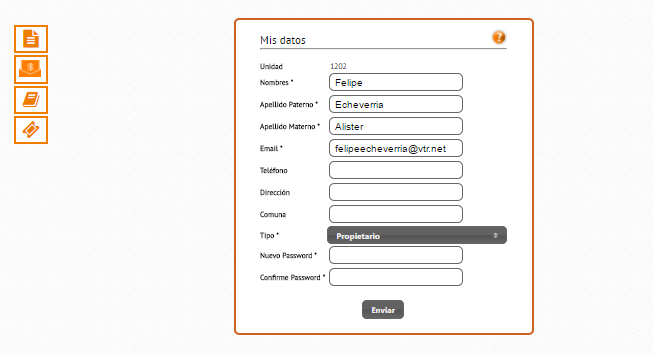 Mis datos
?
Unidad 1202
Nombres * Felipe
Apellido Paterno * Echeverria
Apellido Materno * Alister
Email * felipeecheverria@vtr.net
Teléfono
Dirección
Comuna
Tipo * Propietario
Nuevo Password *
Confirme Password *
Enviar